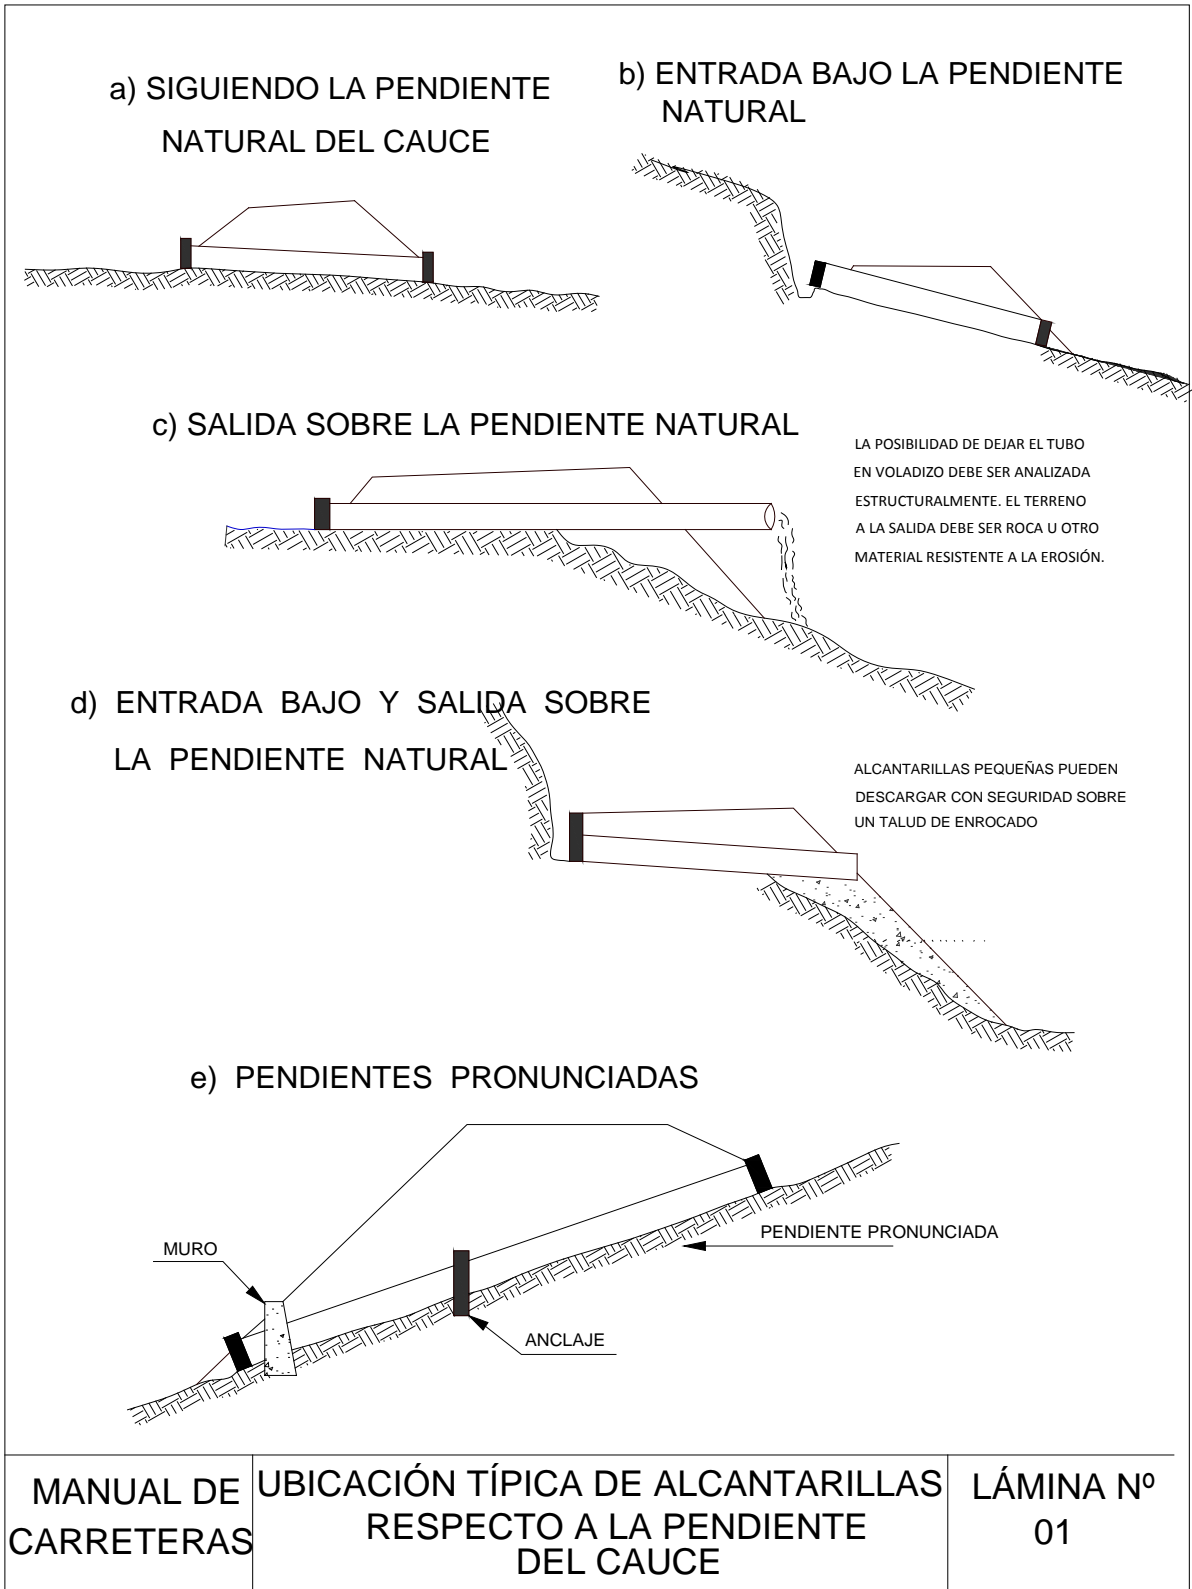 a) SIGUIENDO LA PENDIENTE
NATURAL DEL CAUCE
b) ENTRADA BAJO LA PENDIENTE
NATURAL
c) SALIDA SOBRE LA PENDIENTE NATURAL
LA POSIBILIDAD DE DEJAR EL TUBO
EN VOLADIZO DEBE SER ANALIZADA
ESTRUCTURALMENTE. EL TERRENO
A LA SALIDA DEBE SER ROCA U OTRO
MATERIAL RESISTENTE A LA EROSIÓN.
d) ENTRADA BAJO Y SALIDA SOBRE
LA PENDIENTE NATURAL
ALCANTARILLAS PEQUEÑAS PUEDEN
DESCARGAR CON SEGURIDAD SOBRE
UN TALUD DE ENROCADO
e) PENDIENTES PRONUNCIADAS
MURO
PENDIENTE PRONUNCIADA
ANCLAJE
MANUAL DE
CARRETERAS
UBICACIÓN TÍPICA DE ALCANTARILLAS
RESPECTO A LA PENDIENTE
DEL CAUCE
LÁMINA Nº
01